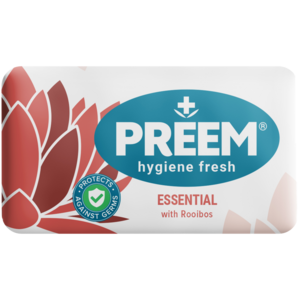 PREEM®
hygiene fresh
PROTECTS
AGAINST GERMS
ESSENTIAL
with Rooibos